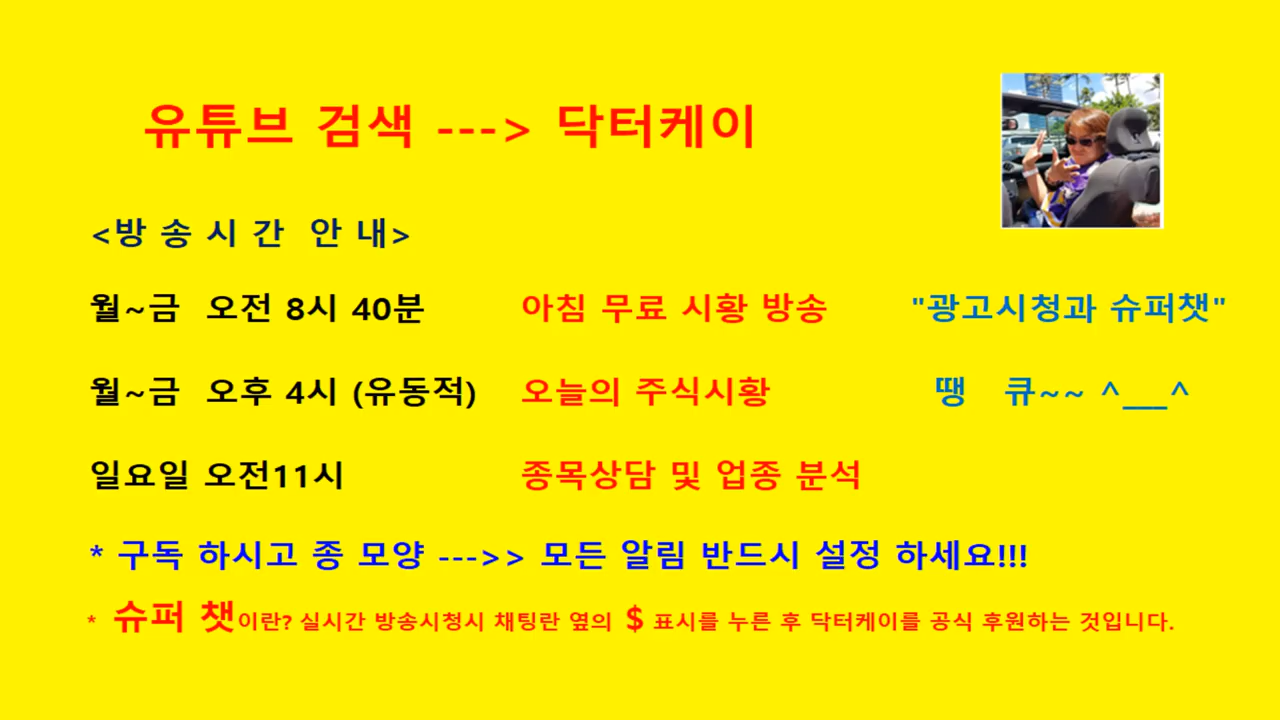 유튜브 검색 ---> 닥터케이
<방 송 시 간 안 내>
월~금 오전 8시 40분 아침 무료 시황 방송 "광고시청과 슈퍼챗"
월~금 오후 4시 (유동적) 오늘의 주식시황 땡 큐~~ ^___^
일요일 오전11시 종목상담 및 업종 분석
* 구독 하시고 종 모양 --->> 모든 알림 반드시 설정 하세요!!!
* 슈퍼 챗이란? 실시간 방송시청시 채팅란 옆의 $ 표시를 누른 후 닥터케이를 공식 후원하는 것입니다.